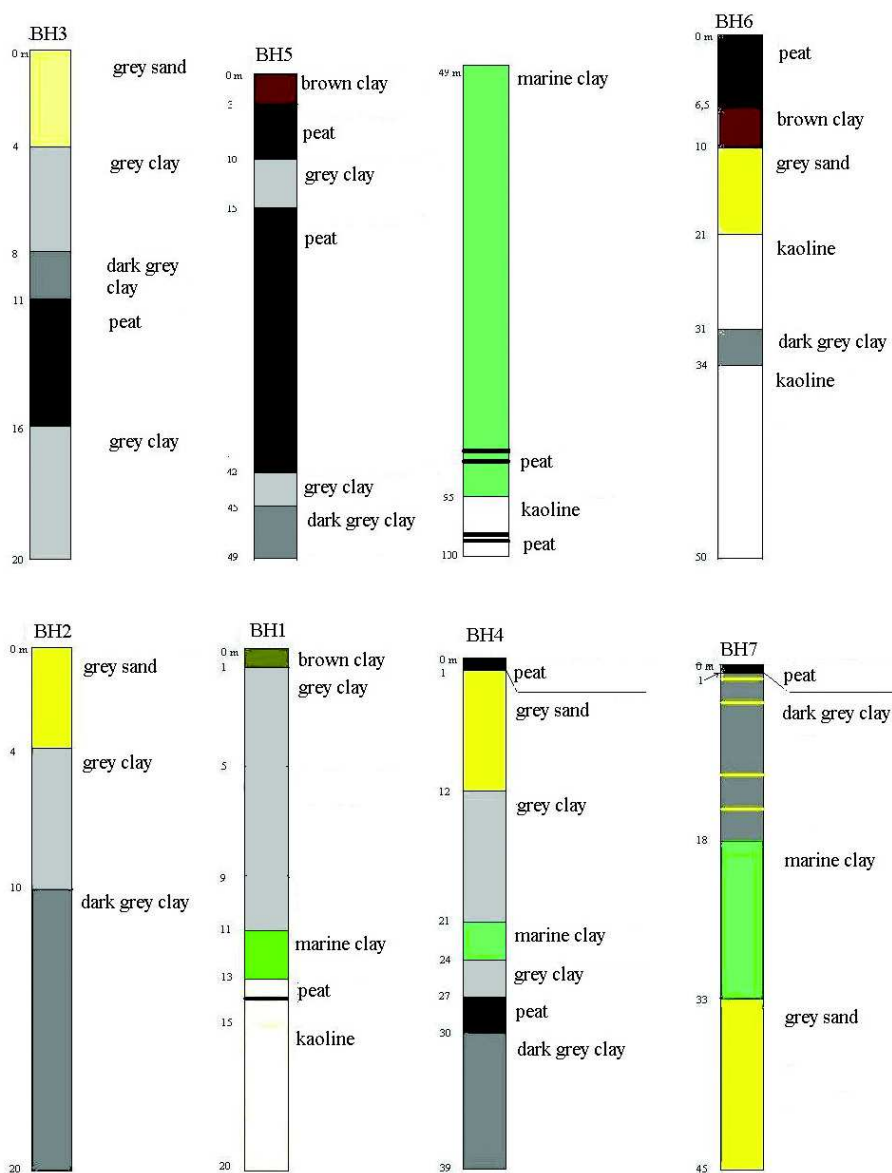 BH3
0 m
grey sand
4
grey clay
8
dark grey
clay
11
peat
16
grey clay
20
BH5
0 m
brown clay
peat
10
grey clay
15
peat
42
grey clay
45
dark grey clay
49
49 m
marine clay
peat
95
kaoline
peat
100
BH6
0 m
peat
6,5
brown clay
10
grey sand
21
kaoline
31
dark grey clay
34
kaoline
50
BH2
0 m
grey sand
4
grey clay
10
dark grey clay
20
BH1
0 m
brown clay
1
grey clay
5
9
11
marine clay
13
peat
15
kaoline
20
BH4
0 m
peat
1
grey sand
12
grey clay
21
marine clay
24
grey clay
27
peat
30
dark grey clay
39
BH7
0 m
peat
1
dark grey clay
18
marine clay
33
grey sand
45